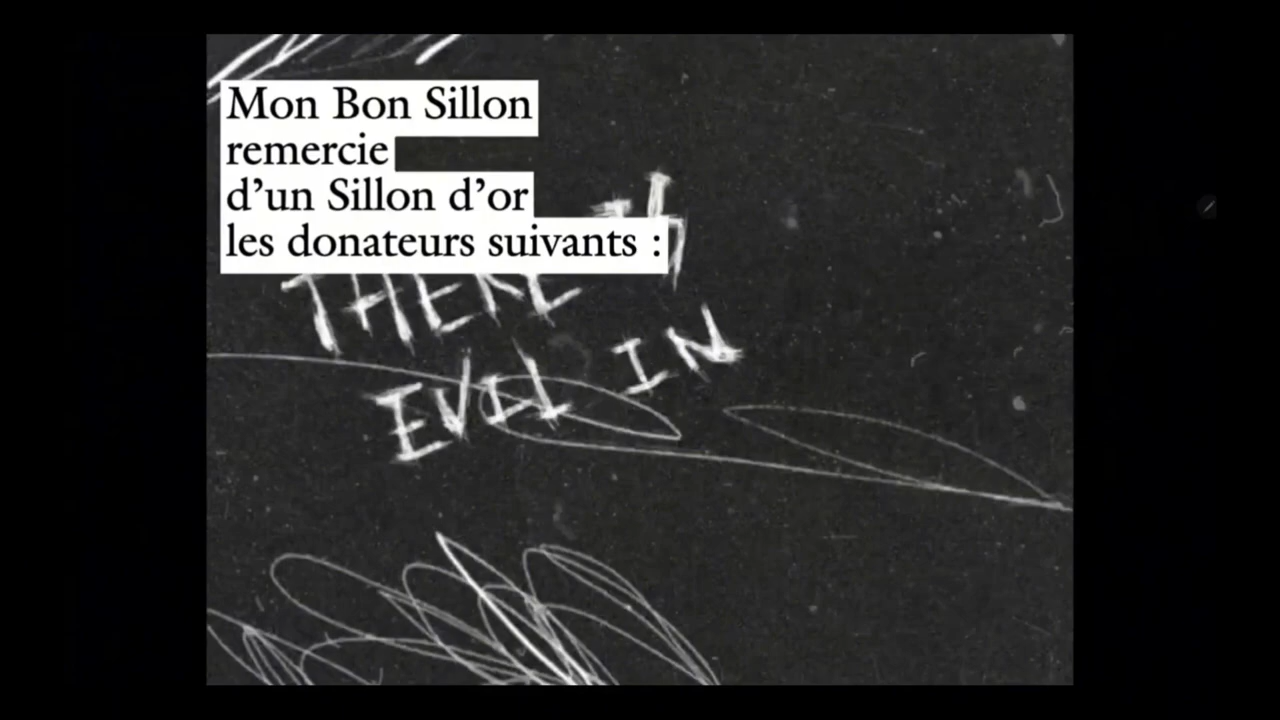 Mon Bon Sillon
remercie
d’un Sillon d’or
les donateurs suivants :
THERE
EVIL IN